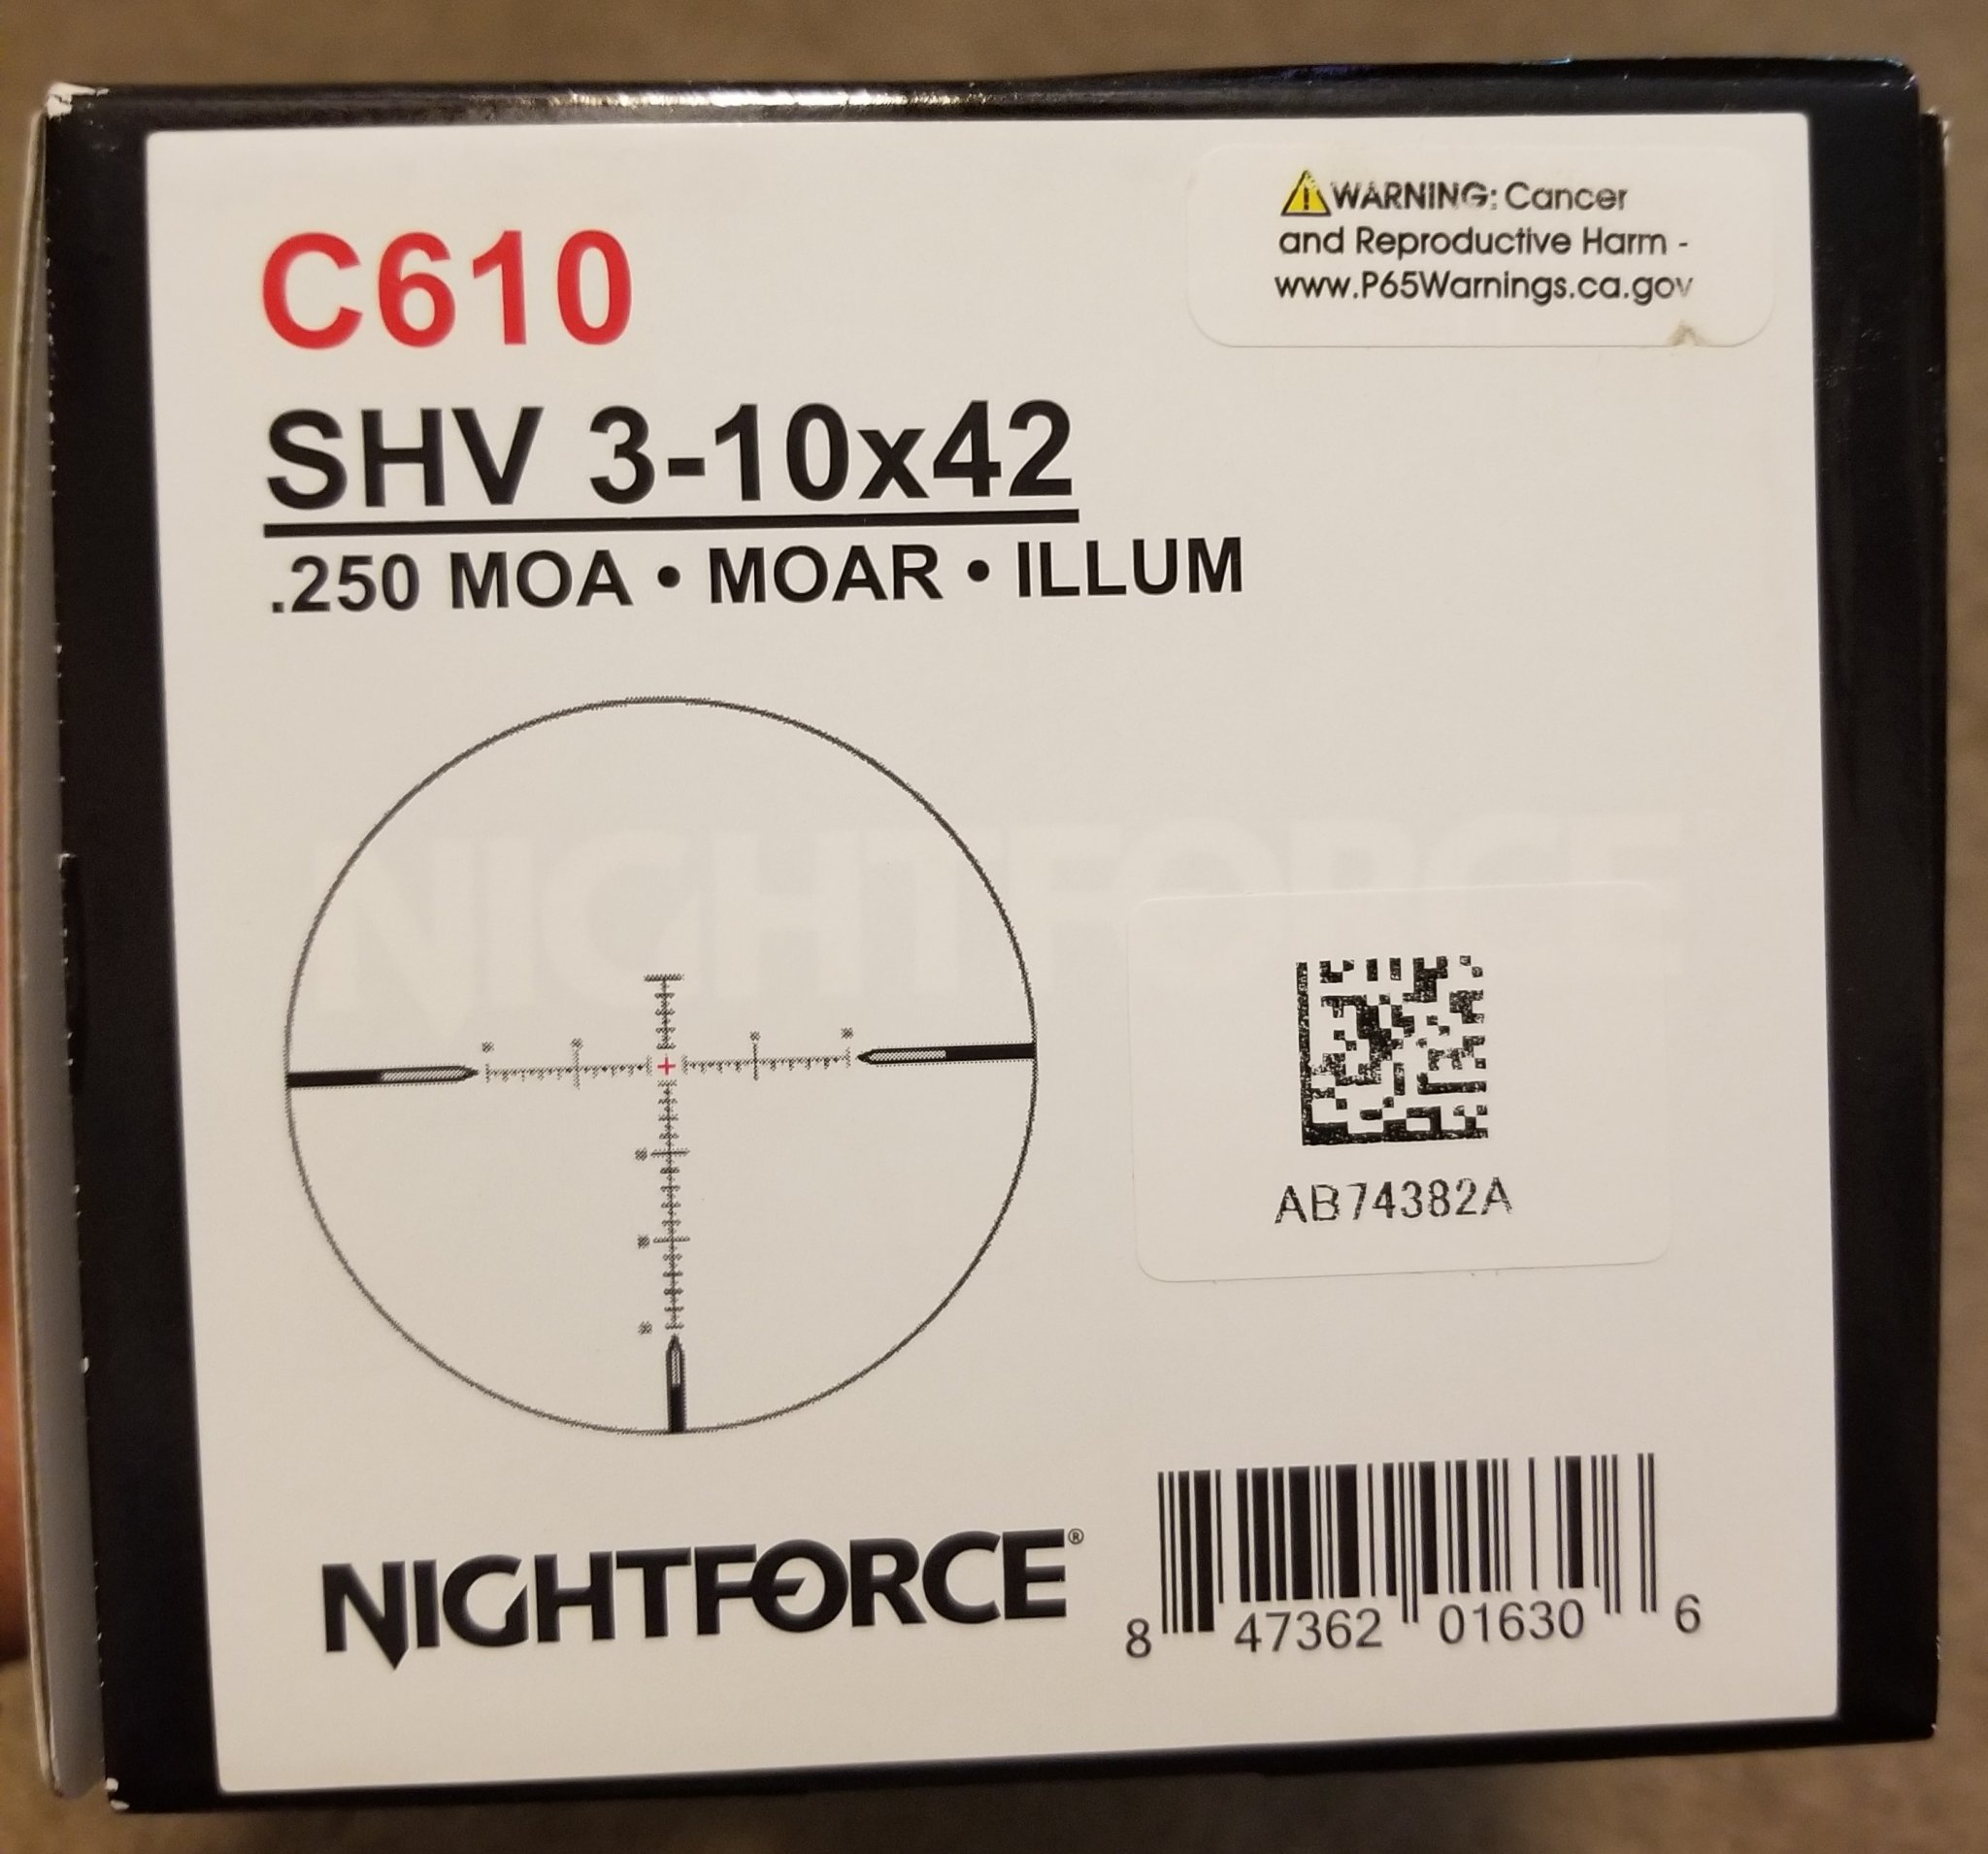 C610
WARNING: Cancer
and Reproductive Harm -
www.P65Warnings.ca.gov
SHV 3-10x42
.250 MOA • MOAR • ILLUM
NIGHTFORCE
AB74382A
NIGHTFORCE®
8 47362 01630 6